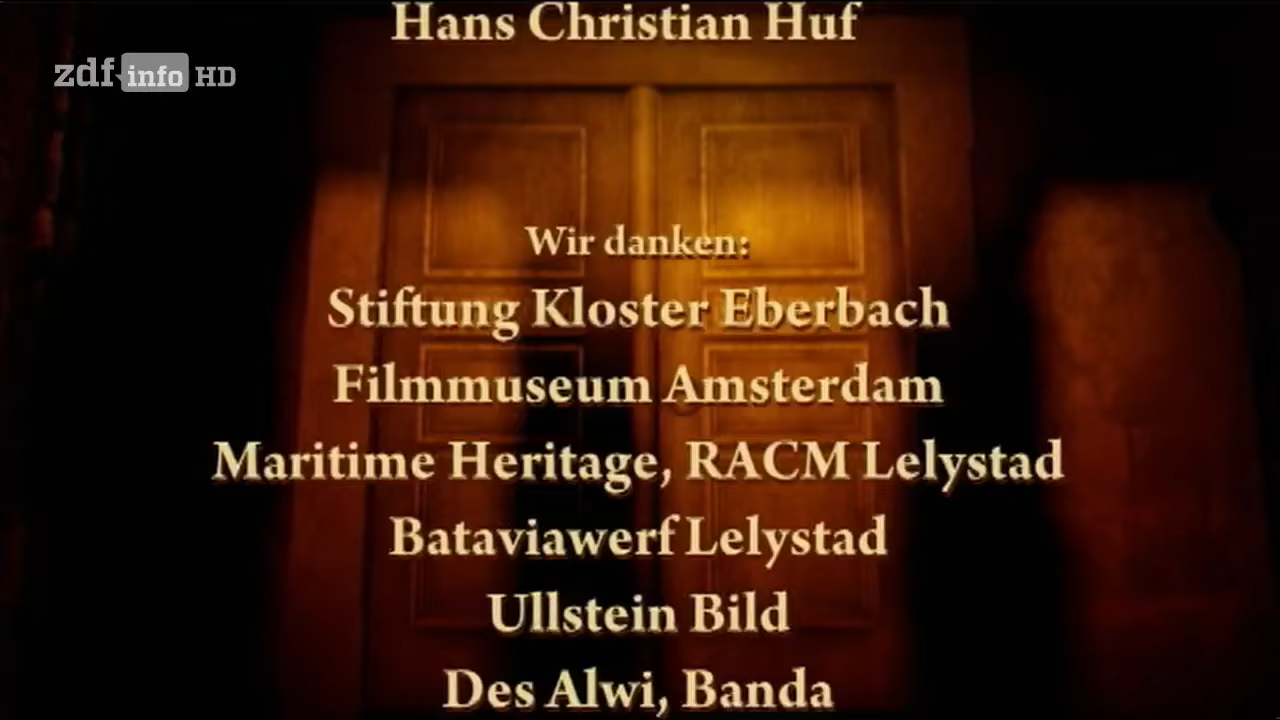 Hans Christian Huf
zdf info HD
Wir danken:
Stiftung Kloster Eberbach
Filmmuseum Amsterdam
Maritime Heritage, RACM Lelystad
Bataviawerf Lelystad
Ullstein Bild
Des Alwi, Banda